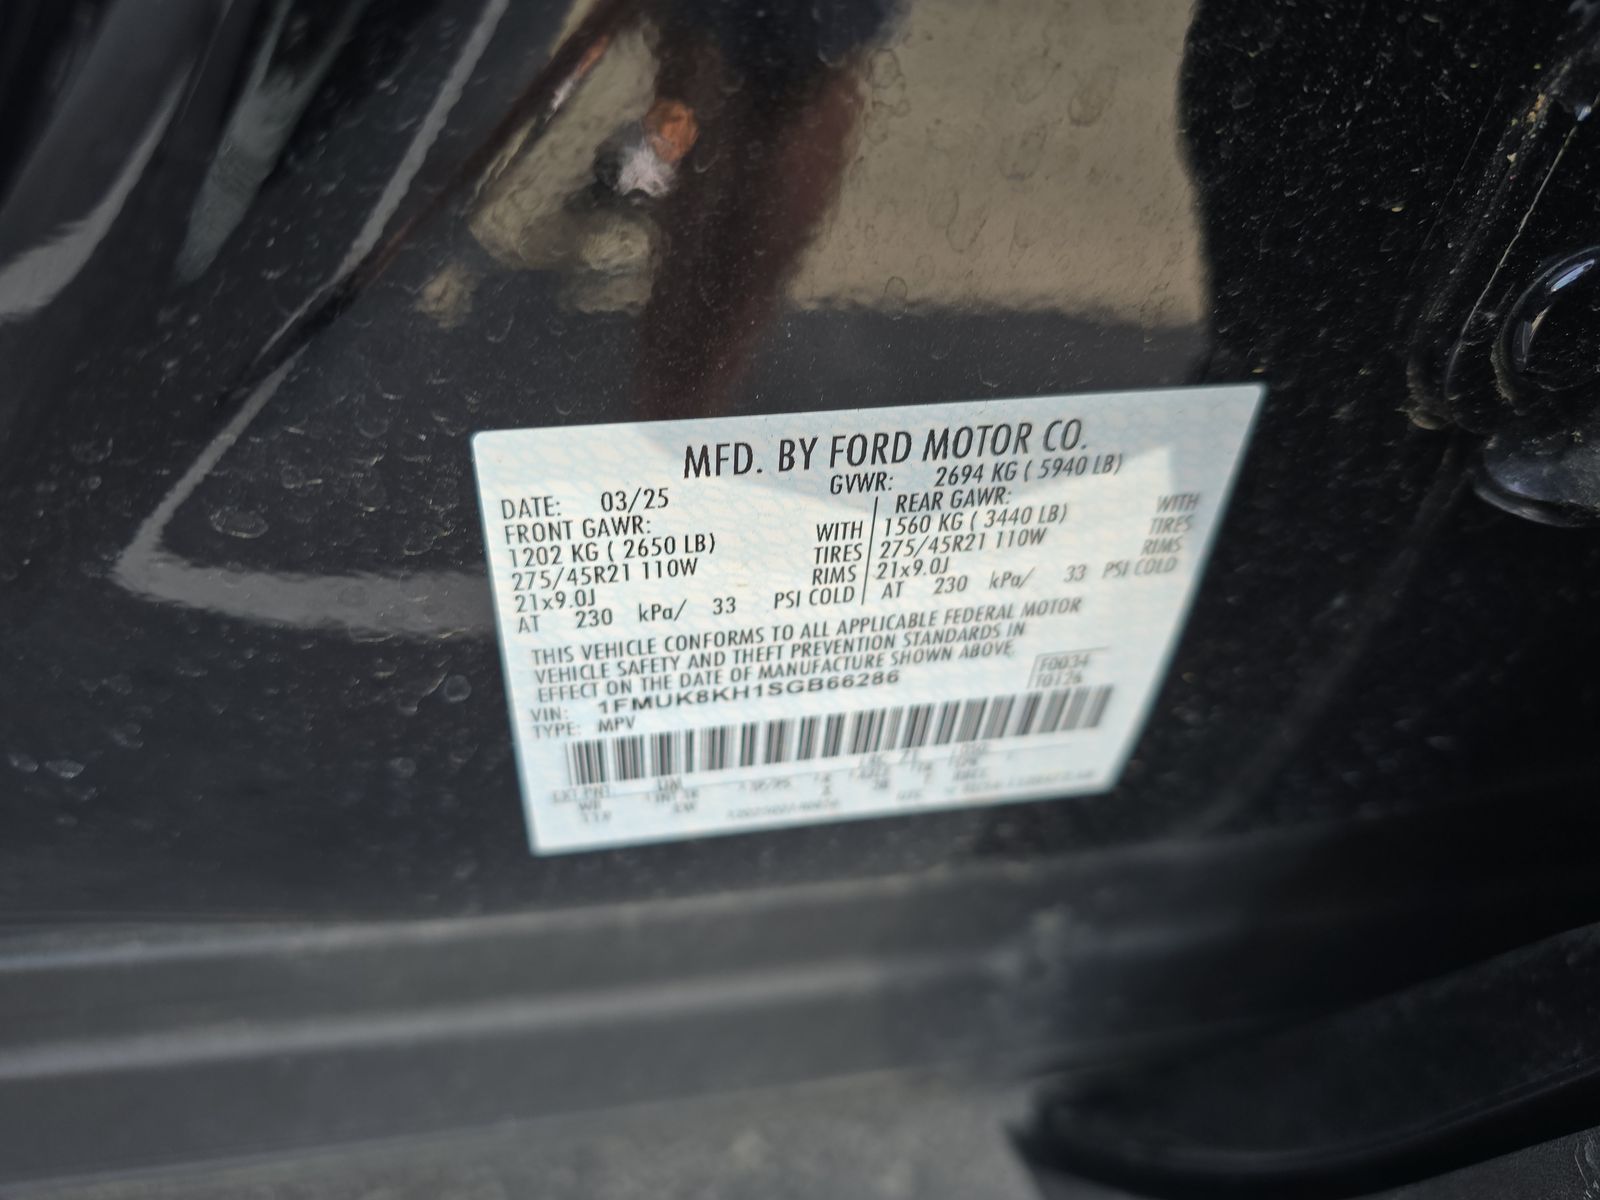 MFD. BY FORD MOTOR CO.
DATE: 03/25 GVWR: 2694 KG ( 5940 LB)
FRONT GAWR: REAR GAWR:
1202 KG ( 2650 LB) WITH 1560 KG ( 3440 LB) WITH
275/45R21 110W TIRES 275/45R21 110W TIRES
21x9.0J RIMS 21x9.0J RIMS
AT 230 kPa/ 33 PSI COLD AT 230 kPa/ 33 PSI COLD
THIS VEHICLE CONFORMS TO ALL APPLICABLE FEDERAL MOTOR
VEHICLE SAFETY AND THEFT PREVENTION STANDARDS IN
EFFECT ON THE DATE OF MANUFACTURE SHOWN ABOVE.
VIN: 1FMUK8KH1SGB66286 F0034
TYPE: MPV T0126
EXT PNT